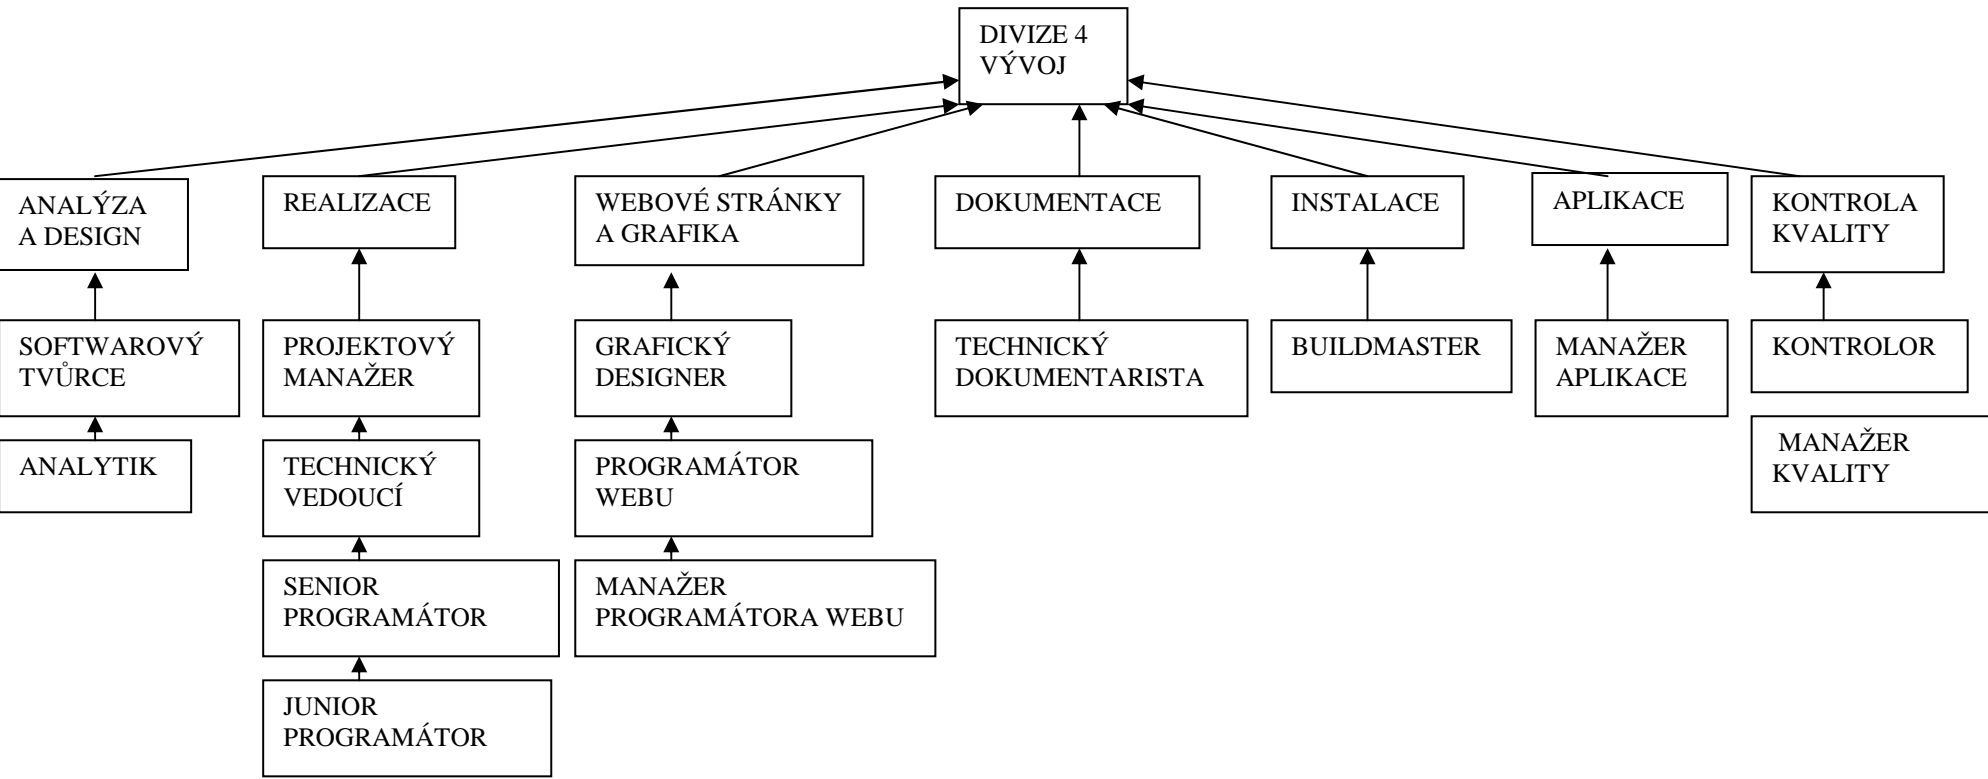 DIVIZE 4
VÝVOJ
ANALÝZA
A DESIGN
REALIZACE
WEBOVÉ STRÁNKY
A GRAFIKA
DOKUMENTACE
INSTALACE
APLIKACE
KONTROLA
KVALITY
SOFTWAROVÝ
TVŮRCE
PROJEKTOVÝ
MANAŽER
GRAFICKÝ
DESIGNER
TECHNICKÝ
DOKUMENTARISTA
BUILDMASTER
MANAŽER
APLIKACE
KONTROLOR
ANALYTIK
TECHNICKÝ
VEDOUCÍ
PROGRAMÁTOR
WEBU
MANAŽER
KVALITY
SENIOR
PROGRAMÁTOR
MANAŽER
PROGRAMÁTORA WEBU
JUNIOR
PROGRAMÁTOR